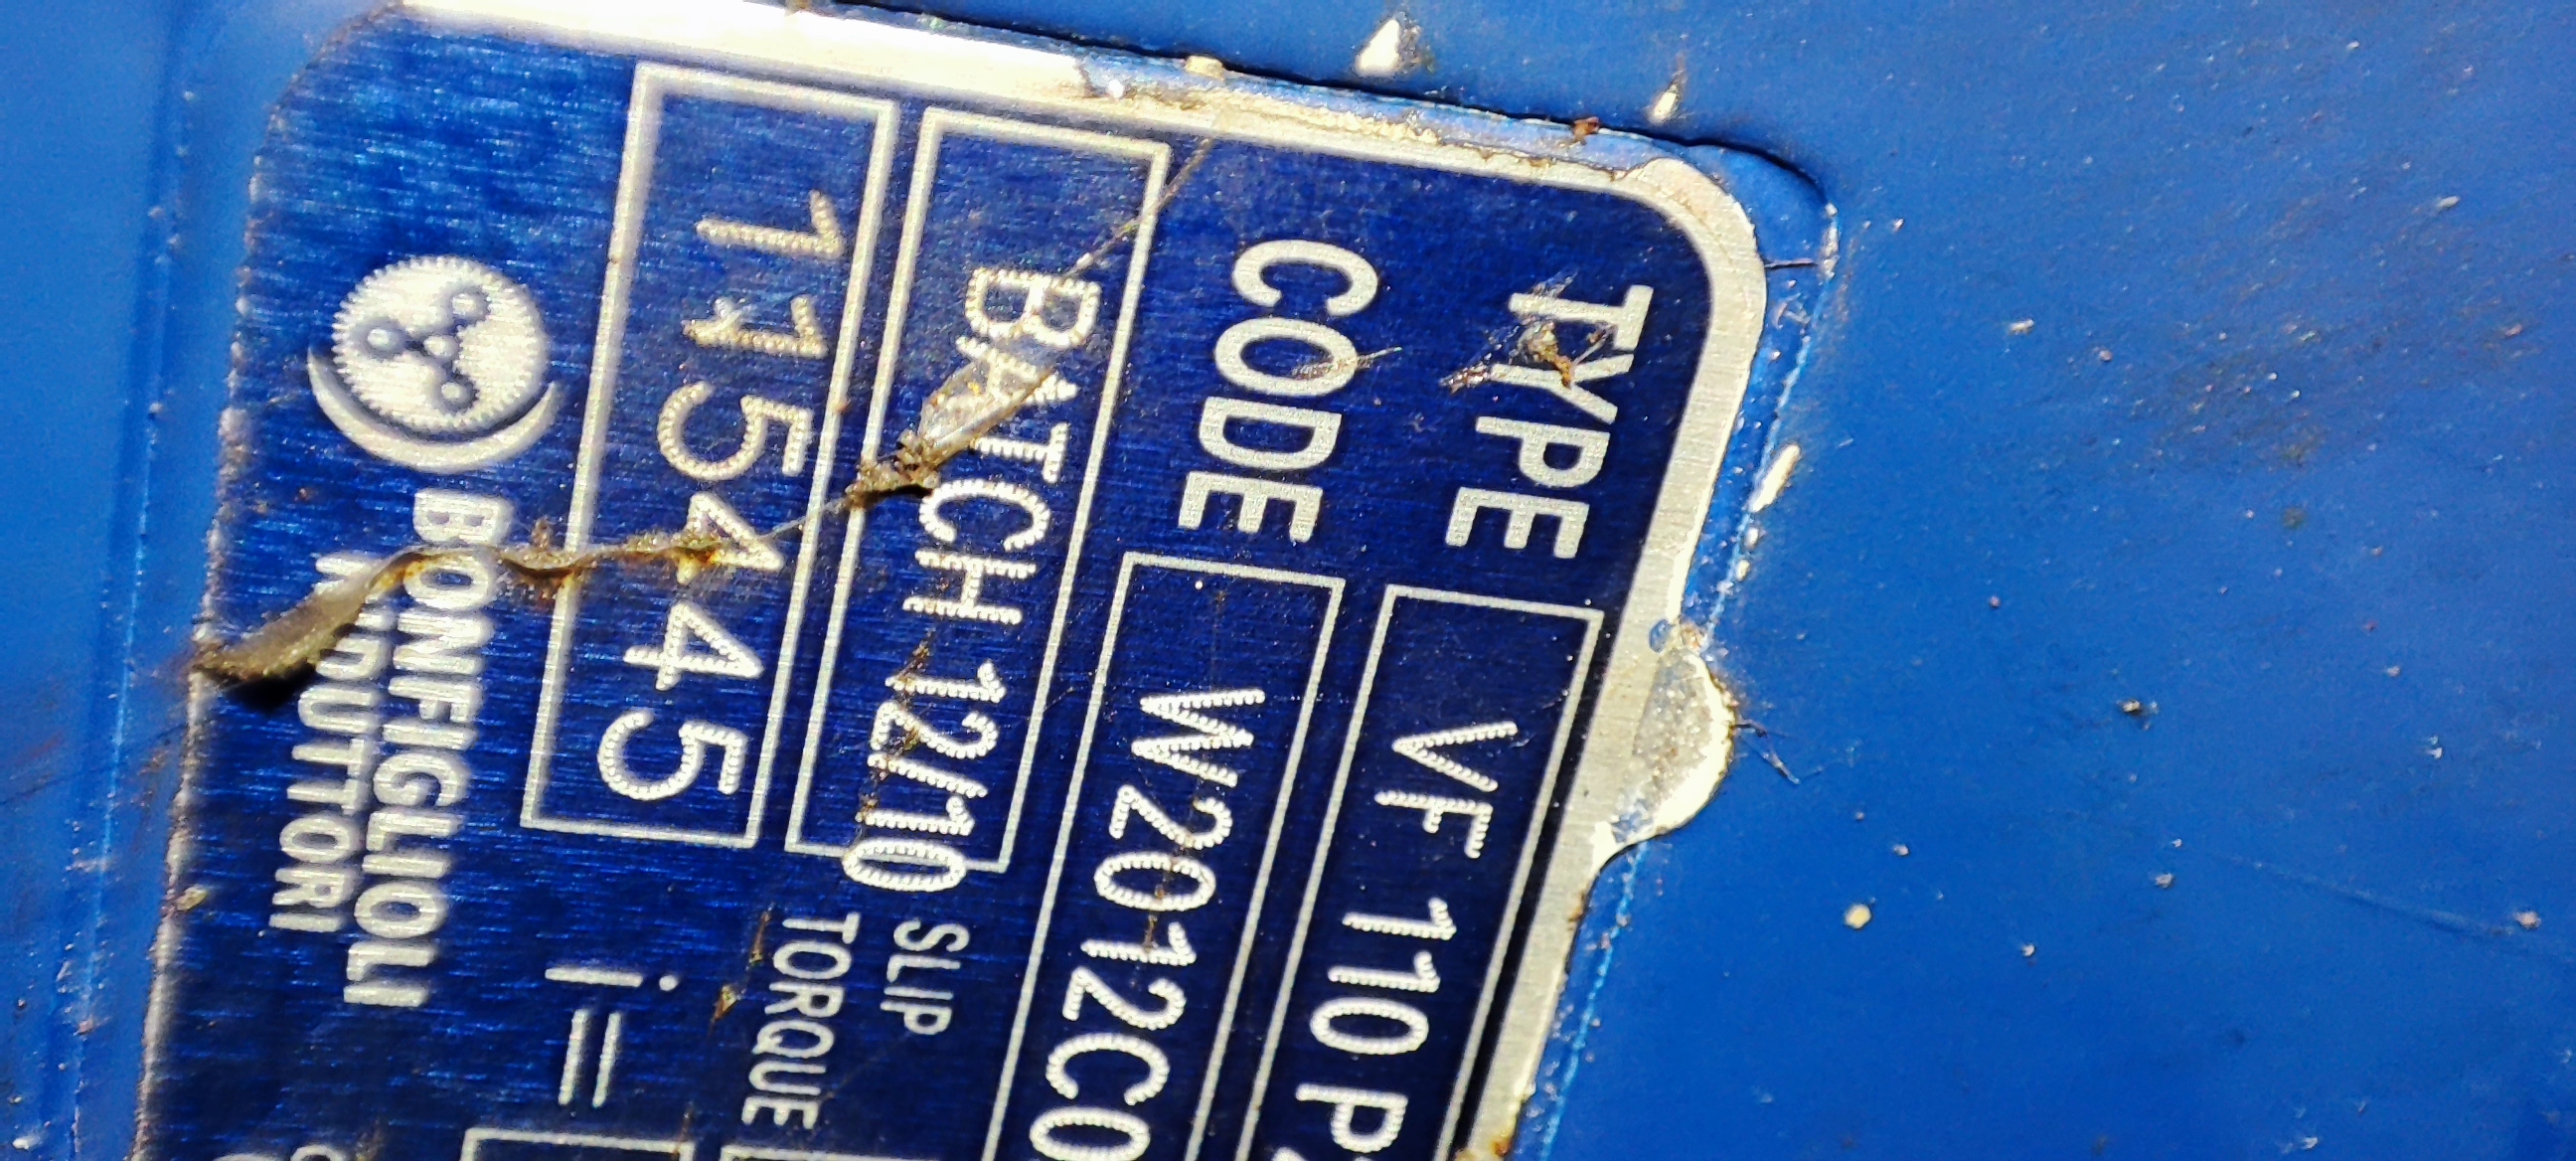 TYPE VF 110 P
CODE W2012C0
BATCH 12/10
SLIP
TORQUE
1154445
i=
BONFIGLIOLI
RIDUTTORI